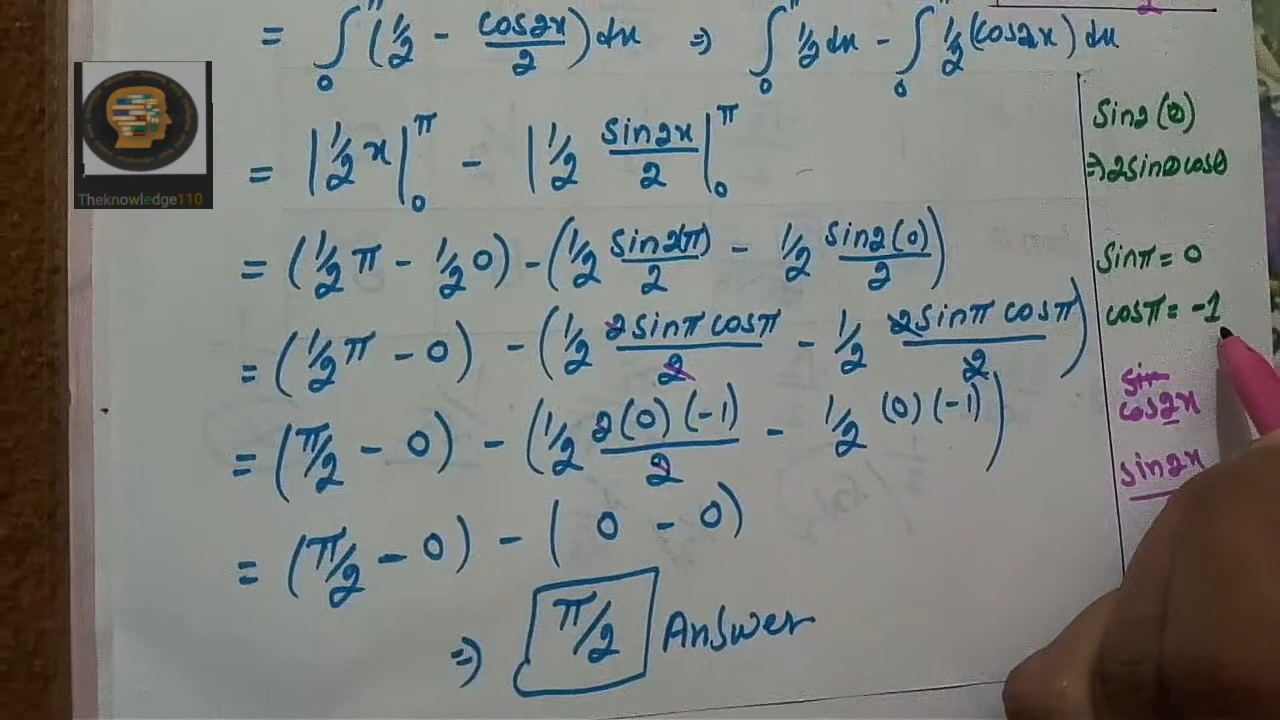 = ∫₀^π (1/2 - cos2x/2) dx ⇒ ∫₀^π 1/2 dx - ∫₀^π 1/2 (cos2x) dx
= |1/2 x|₀^π - |1/2 sin2x/2|₀^π
= (1/2 π - 1/2 0) - (1/2 sin2(π)/2 - 1/2 sin2(0)/2)
= (1/2 π - 0) - (1/2 2sinπ cosπ/2 - 1/2 2sinπ cosπ/2)
= (π/2 - 0) - (1/2 2(0)(-1)/2 - 1/2 (0)(-1))
= (π/2 - 0) - (0 - 0)
⇒ π/2 Answer
sin2(θ)
⇒ 2sinθcosθ
sinπ = 0
cosπ = -1
sin
cos2x
sin2x
Theknowledge110